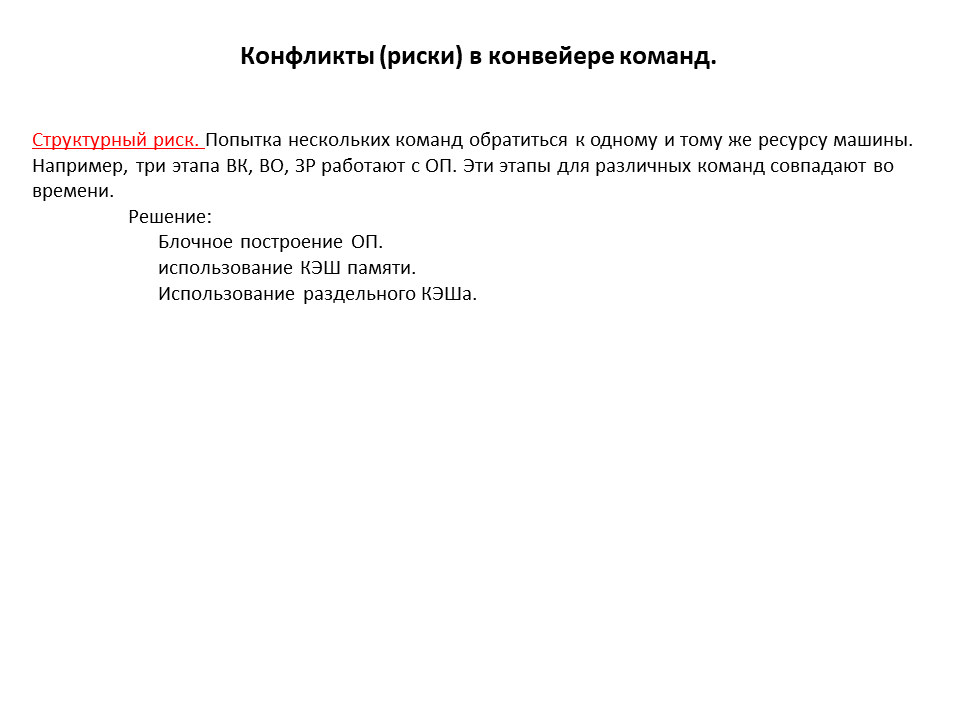 Конфликты (риски) в конвейере команд.
Структурный риск. Попытка нескольких команд обратиться к одному и тому же ресурсу машины.
Например, три этапа ВК, ВО, ЗР работают с ОП. Эти этапы для различных команд совпадают во
времени.
Решение:
Блочное построение ОП.
использование КЭШ памяти.
Использование раздельного КЭШа.